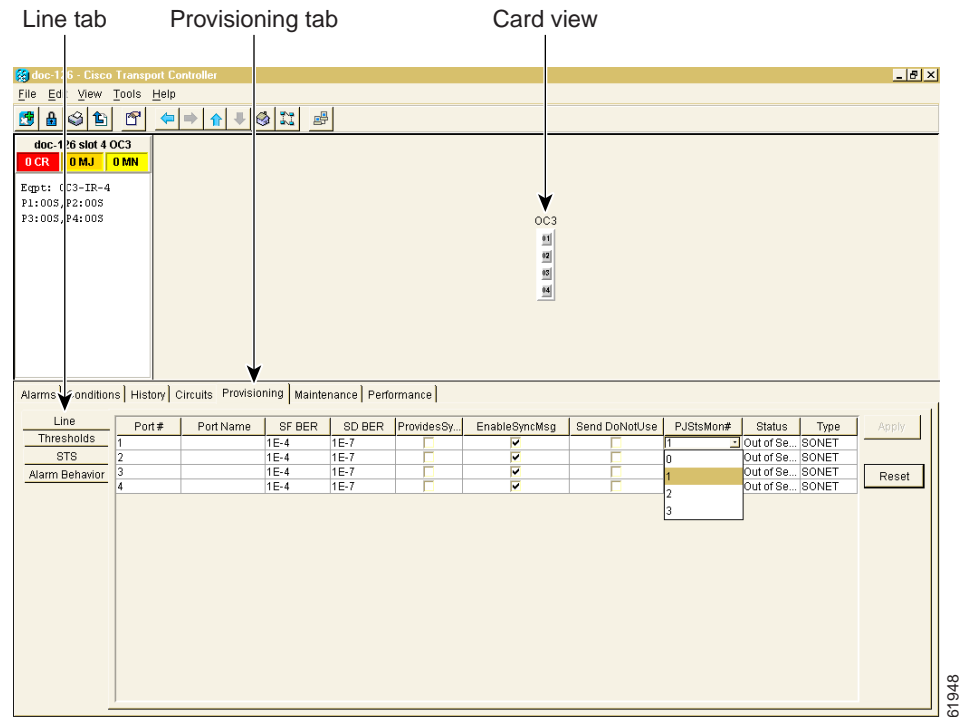 Line tab Provisioning tab Card view
doc-126 - Cisco Transport Controller
File Edit View Tools Help
doc-126 slot 4 OC3
0 CR 0 MJ 0 MN
Eqpt: OC3-IR-4
P1:OOS,P2:OOS
P3:OOS,P4:OOS
OC3
01
02
03
04
Alarms Conditions History Circuits Provisioning Maintenance Performance
Line
Thresholds
STS
Alarm Behavior
Port # Port Name SF BER SD BER ProvidesSy... EnableSyncMsg Send DoNotUse PJStsMon# Status Type
1 1E-4 1E-7 1 Out of Se... SONET
2 1E-4 1E-7 Out of Se... SONET
3 1E-4 1E-7 Out of Se... SONET
4 1E-4 1E-7 Out of Se... SONET
0
1
2
3
Apply
Reset
61948